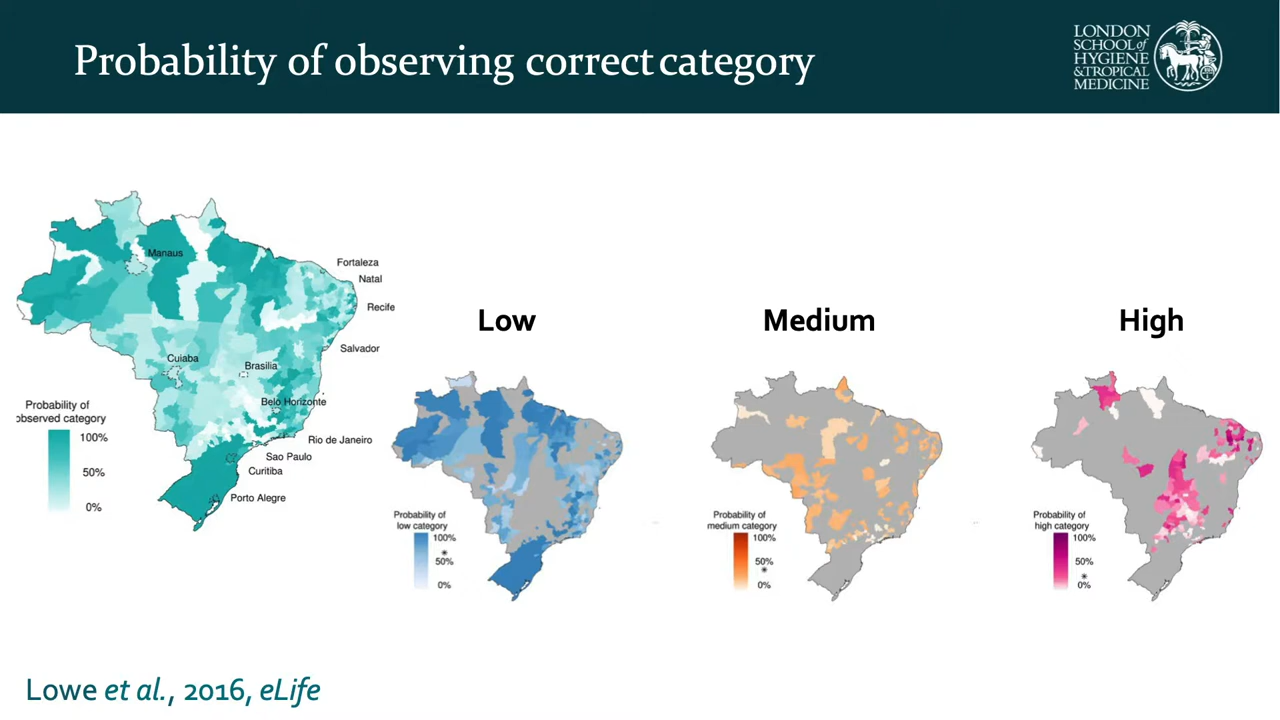 Probability of observing correct category
LONDON
SCHOOL of
HYGIENE
&TROPICAL
MEDICINE
Manaus
Fortaleza
Natal
Recife
Salvador
Cuiaba
Brasilia
Belo Horizonte
Rio de Janeiro
Sao Paulo
Curitiba
Porto Alegre
Probability of
observed category
100%
50%
0%
Low
Probability of
low category
100%
*
50%
0%
Medium
Probability of
medium category
100%
50%
*
0%
High
Probability of
high category
100%
50%
*
0%
Lowe et al., 2016, eLife